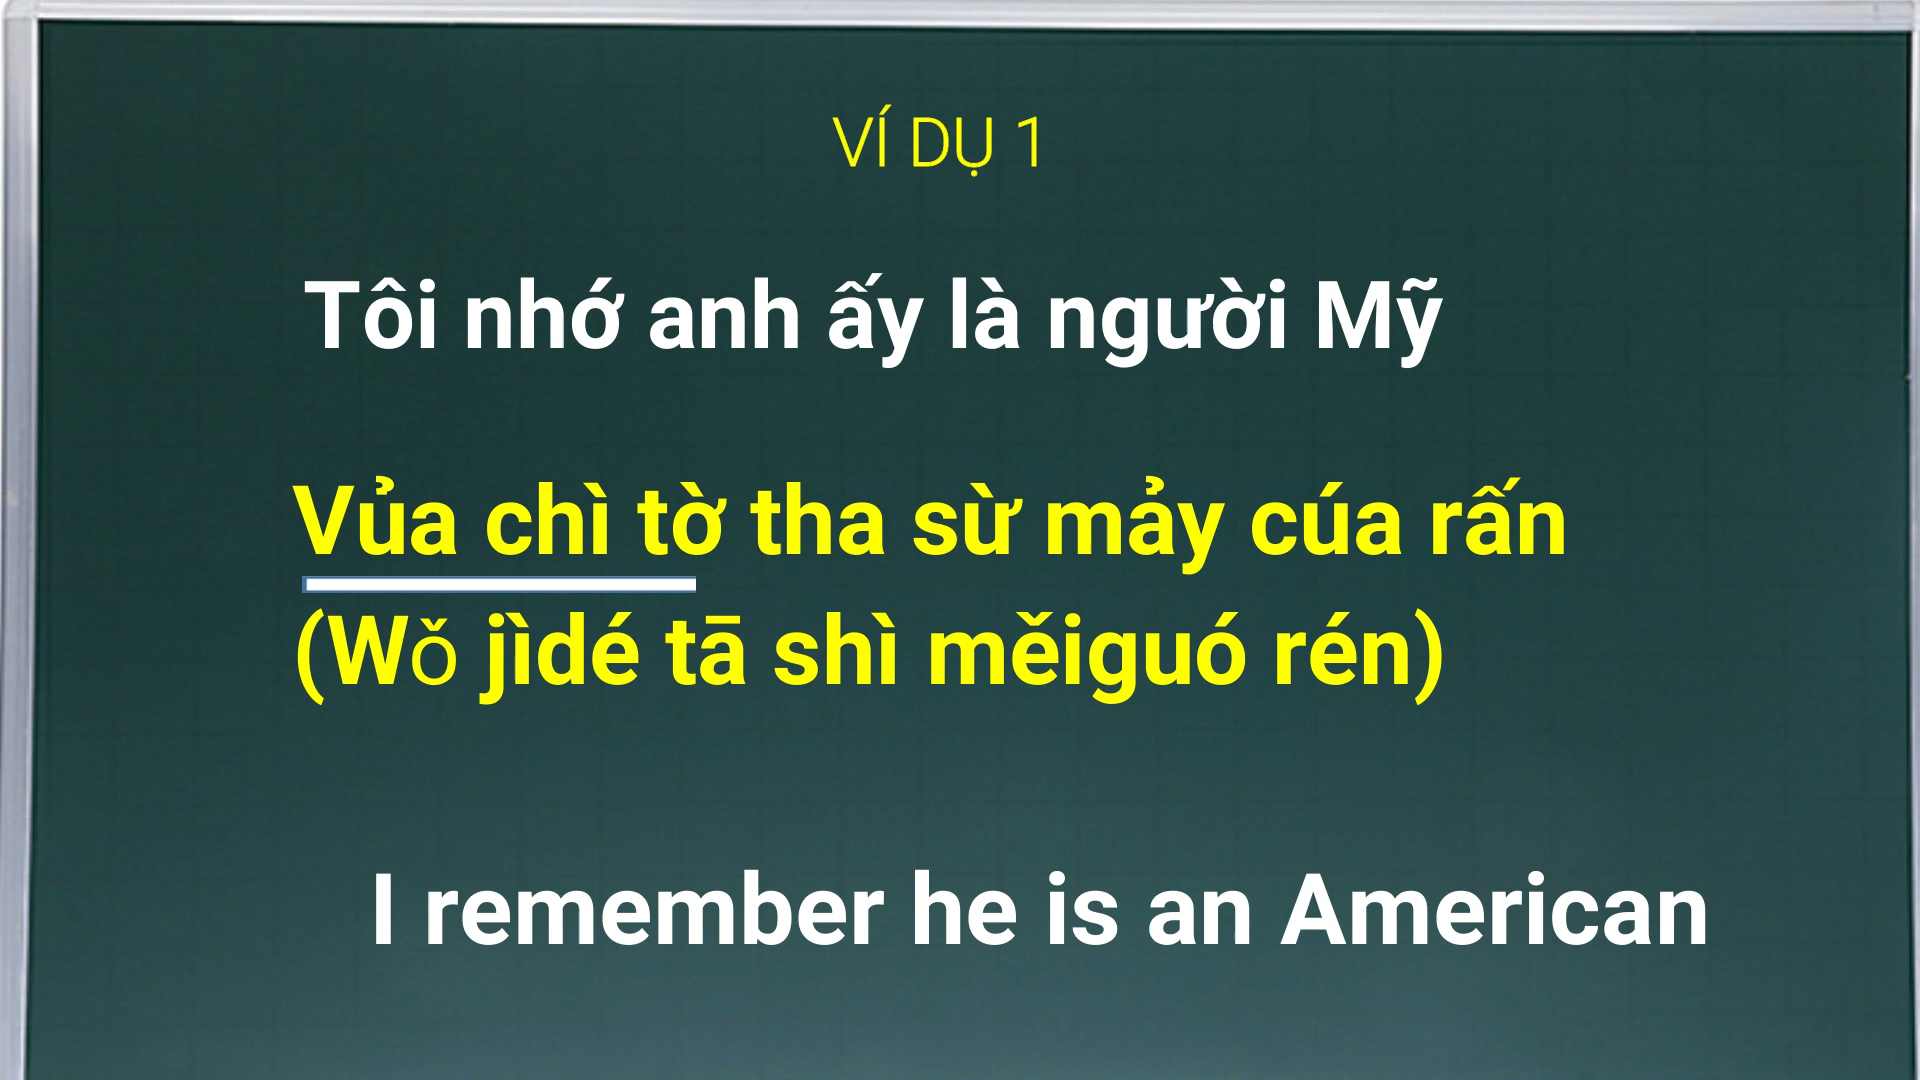 VÍ DỤ 1
Tôi nhớ anh ấy là người Mỹ
Vủa chì tờ tha sừ mảy cúa rấn
(Wǒ jìdé tā shì měiguó rén)
I remember he is an American